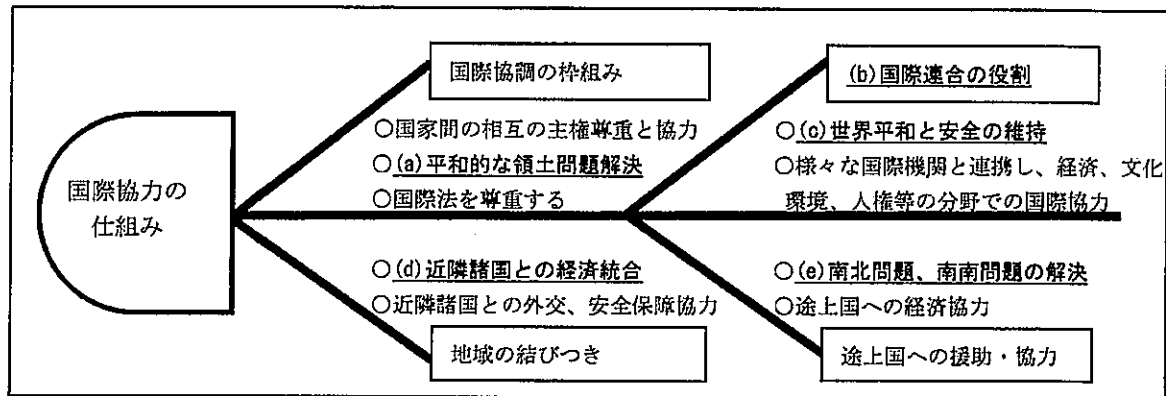 国際協調の枠組み
○国家間の相互の主権尊重と協力
○(a)平和的な領土問題解決
○国際法を尊重する
(b)国際連合の役割
○(c)世界平和と安全の維持
○様々な国際機関と連携し、経済、文化
環境、人権等の分野での国際協力
国際協力の
仕組み
○(d)近隣諸国との経済統合
○近隣諸国との外交、安全保障協力
地域の結びつき
○(e)南北問題、南南問題の解決
○途上国への経済協力
途上国への援助・協力